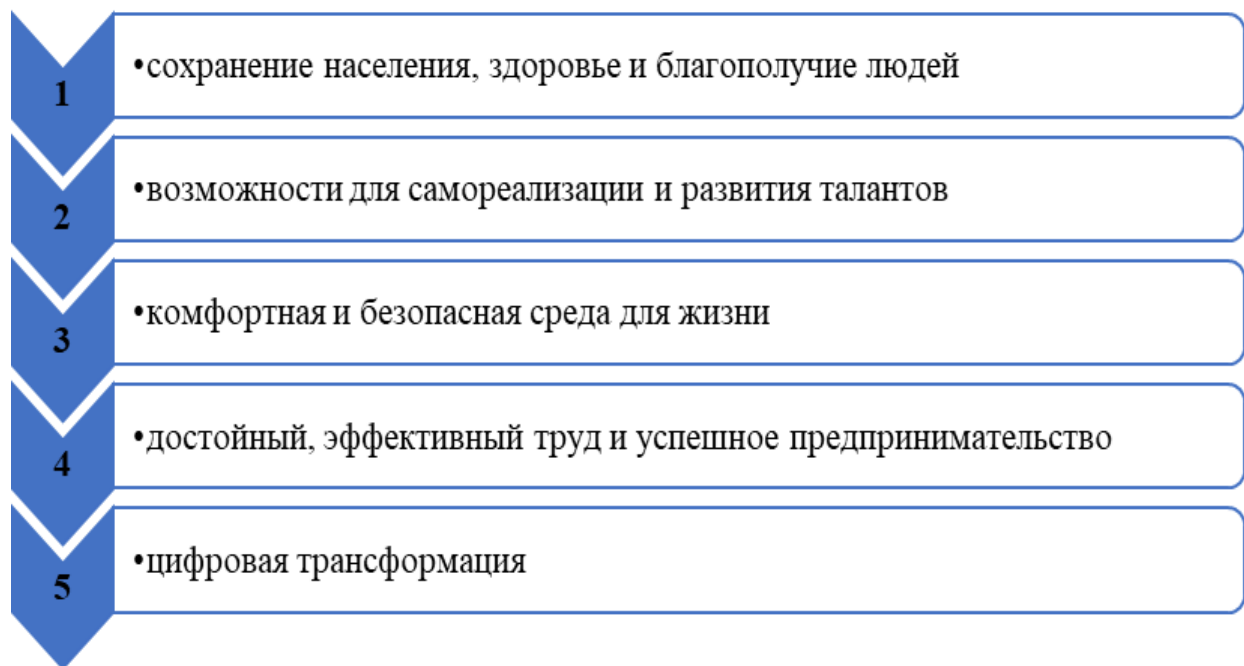 1
•сохранение населения, здоровье и благополучие людей
2
•возможности для самореализации и развития талантов
3
•комфортная и безопасная среда для жизни
4
•достойный, эффективный труд и успешное предпринимательство
5
•цифровая трансформация